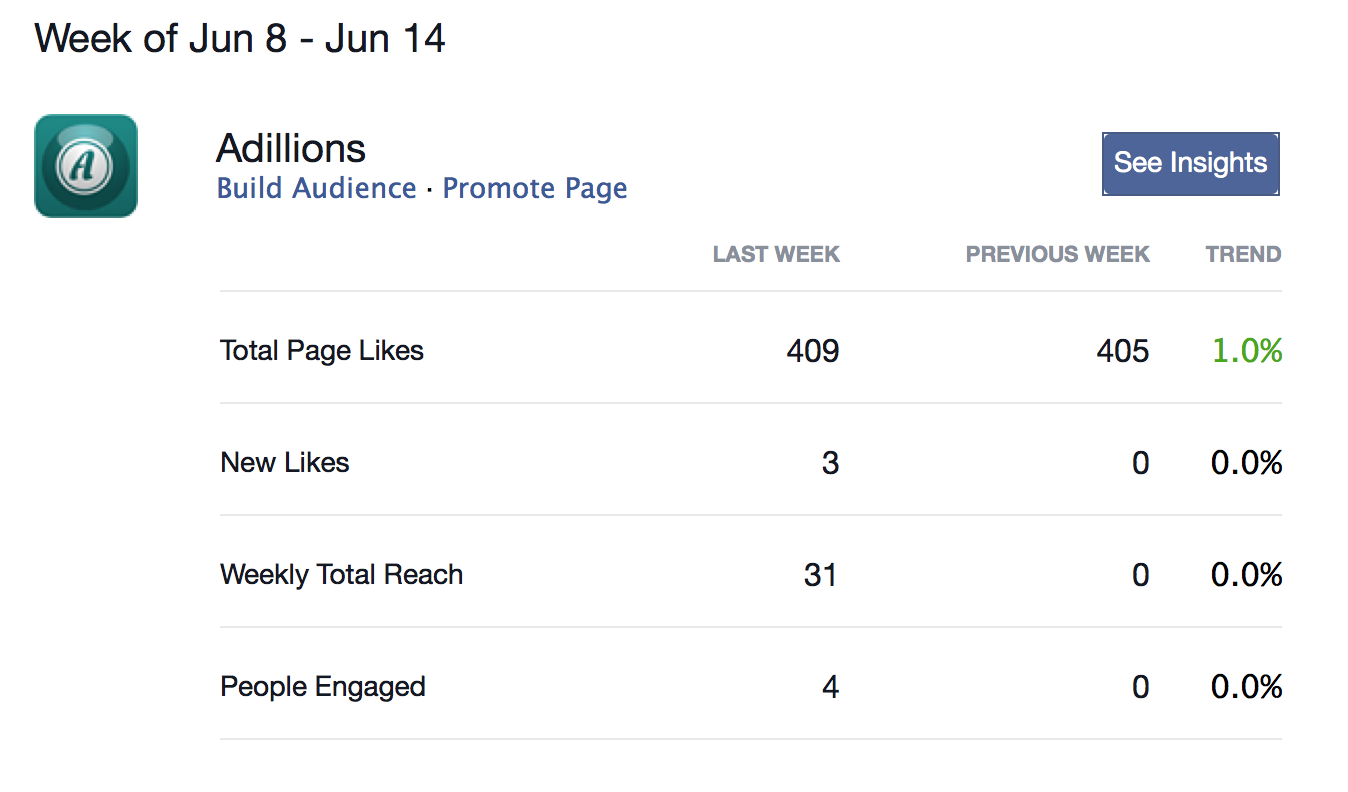 Week of Jun 8 - Jun 14
A
Adillions
See Insights
Build Audience · Promote Page
LAST WEEK PREVIOUS WEEK TREND
Total Page Likes 409 405 1.0%
New Likes 3 0 0.0%
Weekly Total Reach 31 0 0.0%
People Engaged 4 0 0.0%